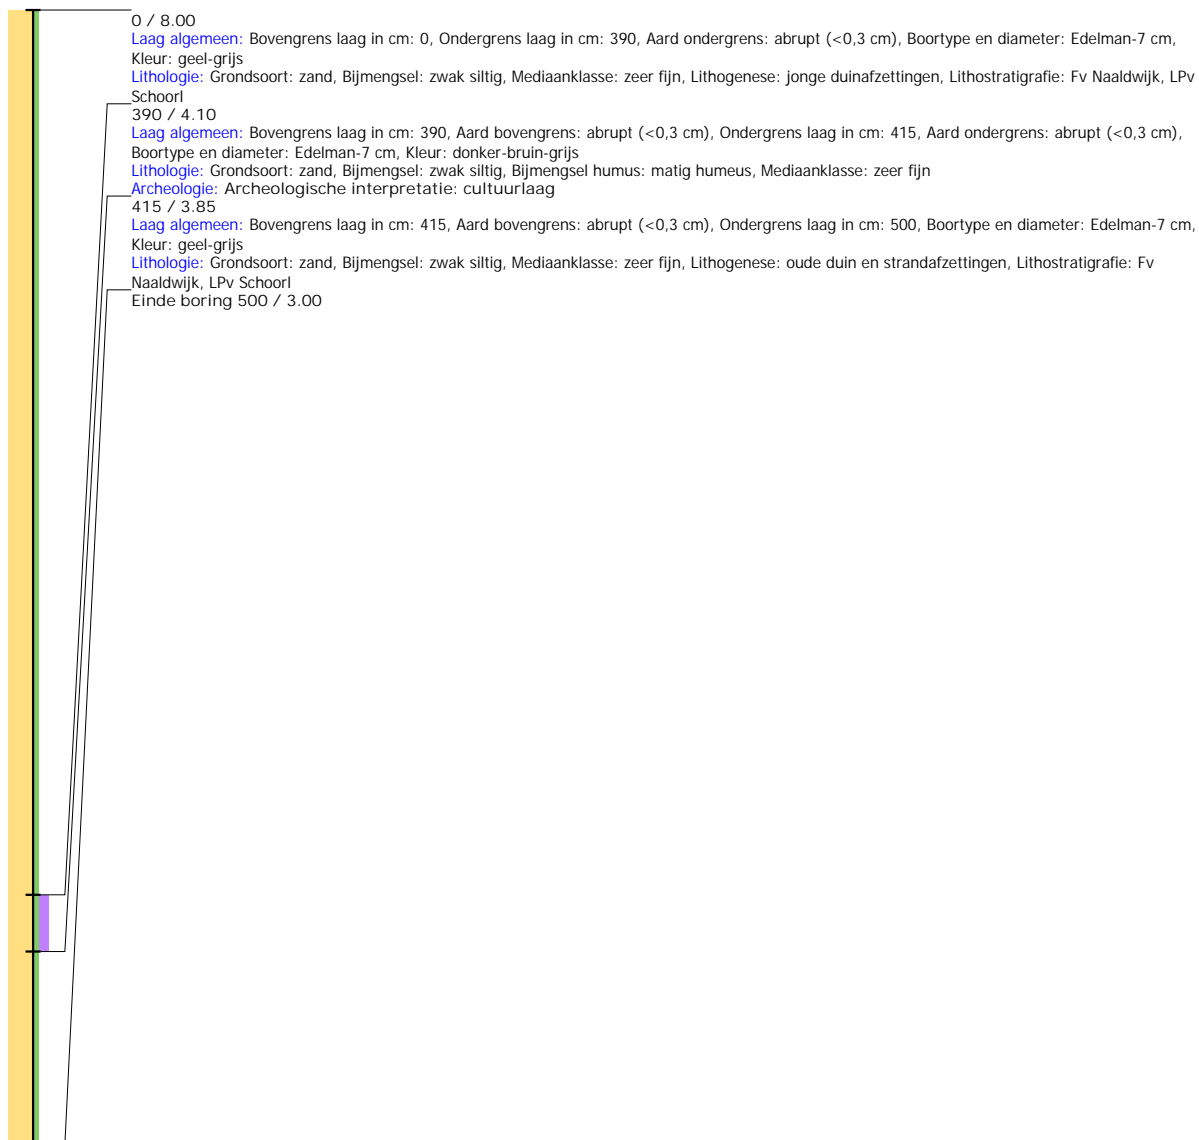 0 / 8.00
Laag algemeen: Bovengrens laag in cm: 0, Ondergrens laag in cm: 390, Aard ondergrens: abrupt (<0,3 cm), Boortype en diameter: Edelman-7 cm,
Kleur: geel-grijs
Lithologie: Grondsoort: zand, Bijmengsel: zwak siltig, Mediaanklasse: zeer fijn, Lithogenese: jonge duinafzettingen, Lithostratigrafie: Fv Naaldwijk, LPv
Schoorl
390 / 4.10
Laag algemeen: Bovengrens laag in cm: 390, Aard bovengrens: abrupt (<0,3 cm), Ondergrens laag in cm: 415, Aard ondergrens: abrupt (<0,3 cm),
Boortype en diameter: Edelman-7 cm, Kleur: donker-bruin-grijs
Lithologie: Grondsoort: zand, Bijmengsel: zwak siltig, Bijmengsel humus: matig humeus, Mediaanklasse: zeer fijn
Archeologie: Archeologische interpretatie: cultuurlaag
415 / 3.85
Laag algemeen: Bovengrens laag in cm: 415, Aard bovengrens: abrupt (<0,3 cm), Ondergrens laag in cm: 500, Boortype en diameter: Edelman-7 cm,
Kleur: geel-grijs
Lithologie: Grondsoort: zand, Bijmengsel: zwak siltig, Mediaanklasse: zeer fijn, Lithogenese: oude duin en strandafzettingen, Lithostratigrafie: Fv
Naaldwijk, LPv Schoorl
Einde boring 500 / 3.00